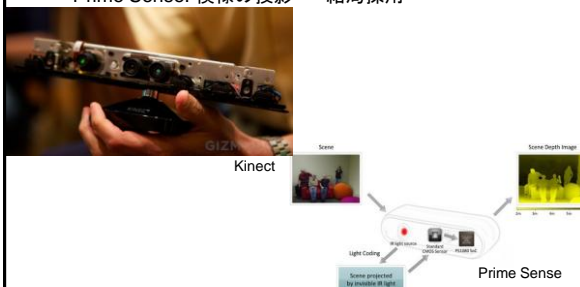 Prime Sensor 模様の投影
結局採用
GIZM
Kinect
Scene
Scene Depth Image
IR light source
Standard
CMOS Sensor
PS1080 SoC
Light Coding
Scene projected
by invisible IR light
Prime Sense